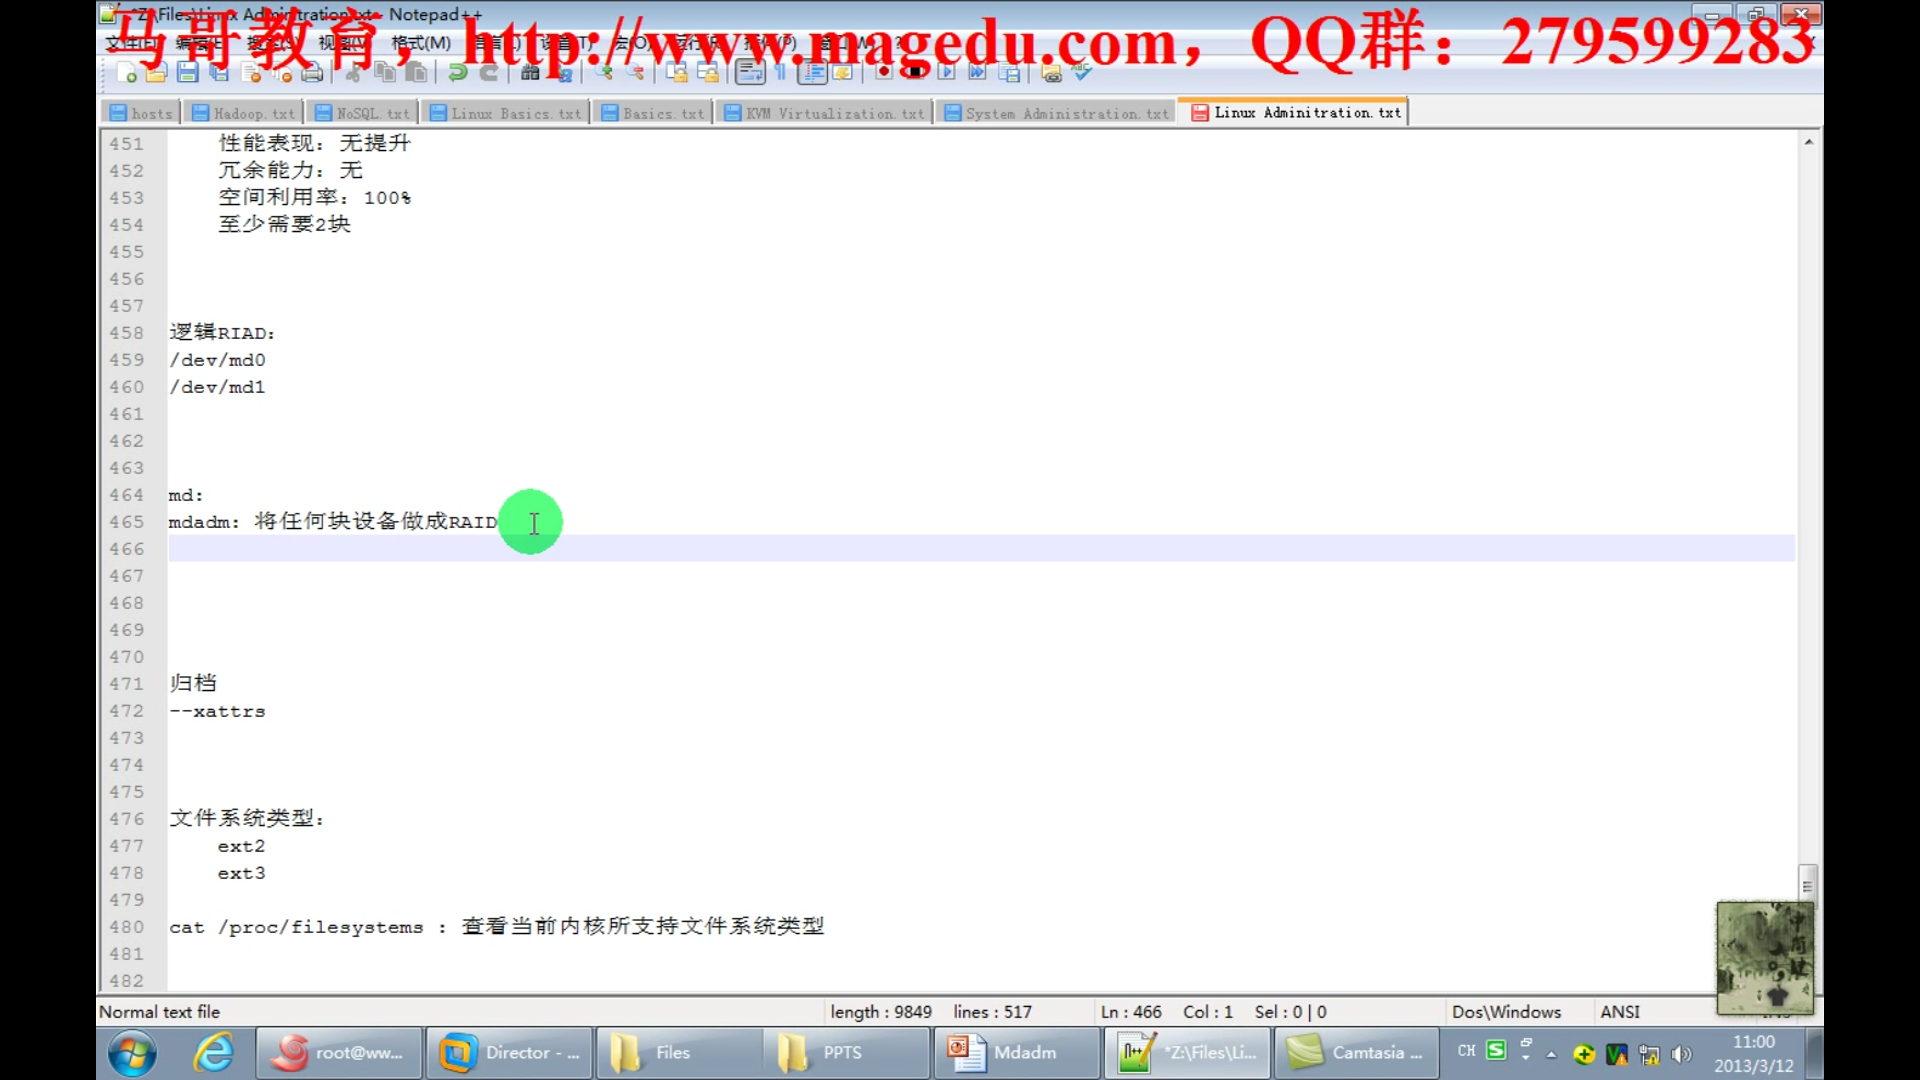 *Z:\Files\Linux Adminitration.txt - Notepad++
马哥教育，http://www.magedu.com，QQ群：279599283
格式(M)
hosts Hadoop.txt NoSQL.txt Linux Basics.txt Basics.txt KVM Virtualization.txt System Administration.txt Linux Adminitration.txt
451 性能表现：无提升
452 冗余能力：无
453 空间利用率：100%
454 至少需要2块
455
456
457
458 逻辑RIAD：
459 /dev/md0
460 /dev/md1
461
462
463
464 md:
465 mdadm: 将任何块设备做成RAID
466
467
468
469
470
471 归档
472 --xattrs
473
474
475
476 文件系统类型：
477 ext2
478 ext3
479
480 cat /proc/filesystems : 查看当前内核所支持文件系统类型
481
482
Normal text file length : 9849 lines : 517 Ln : 466 Col : 1 Sel : 0 | 0 Dos\Windows ANSI
root@ww... Director - ... Files PPTS Mdadm *Z:\Files\Li... Camtasia ... CH 11:00
2013/3/12